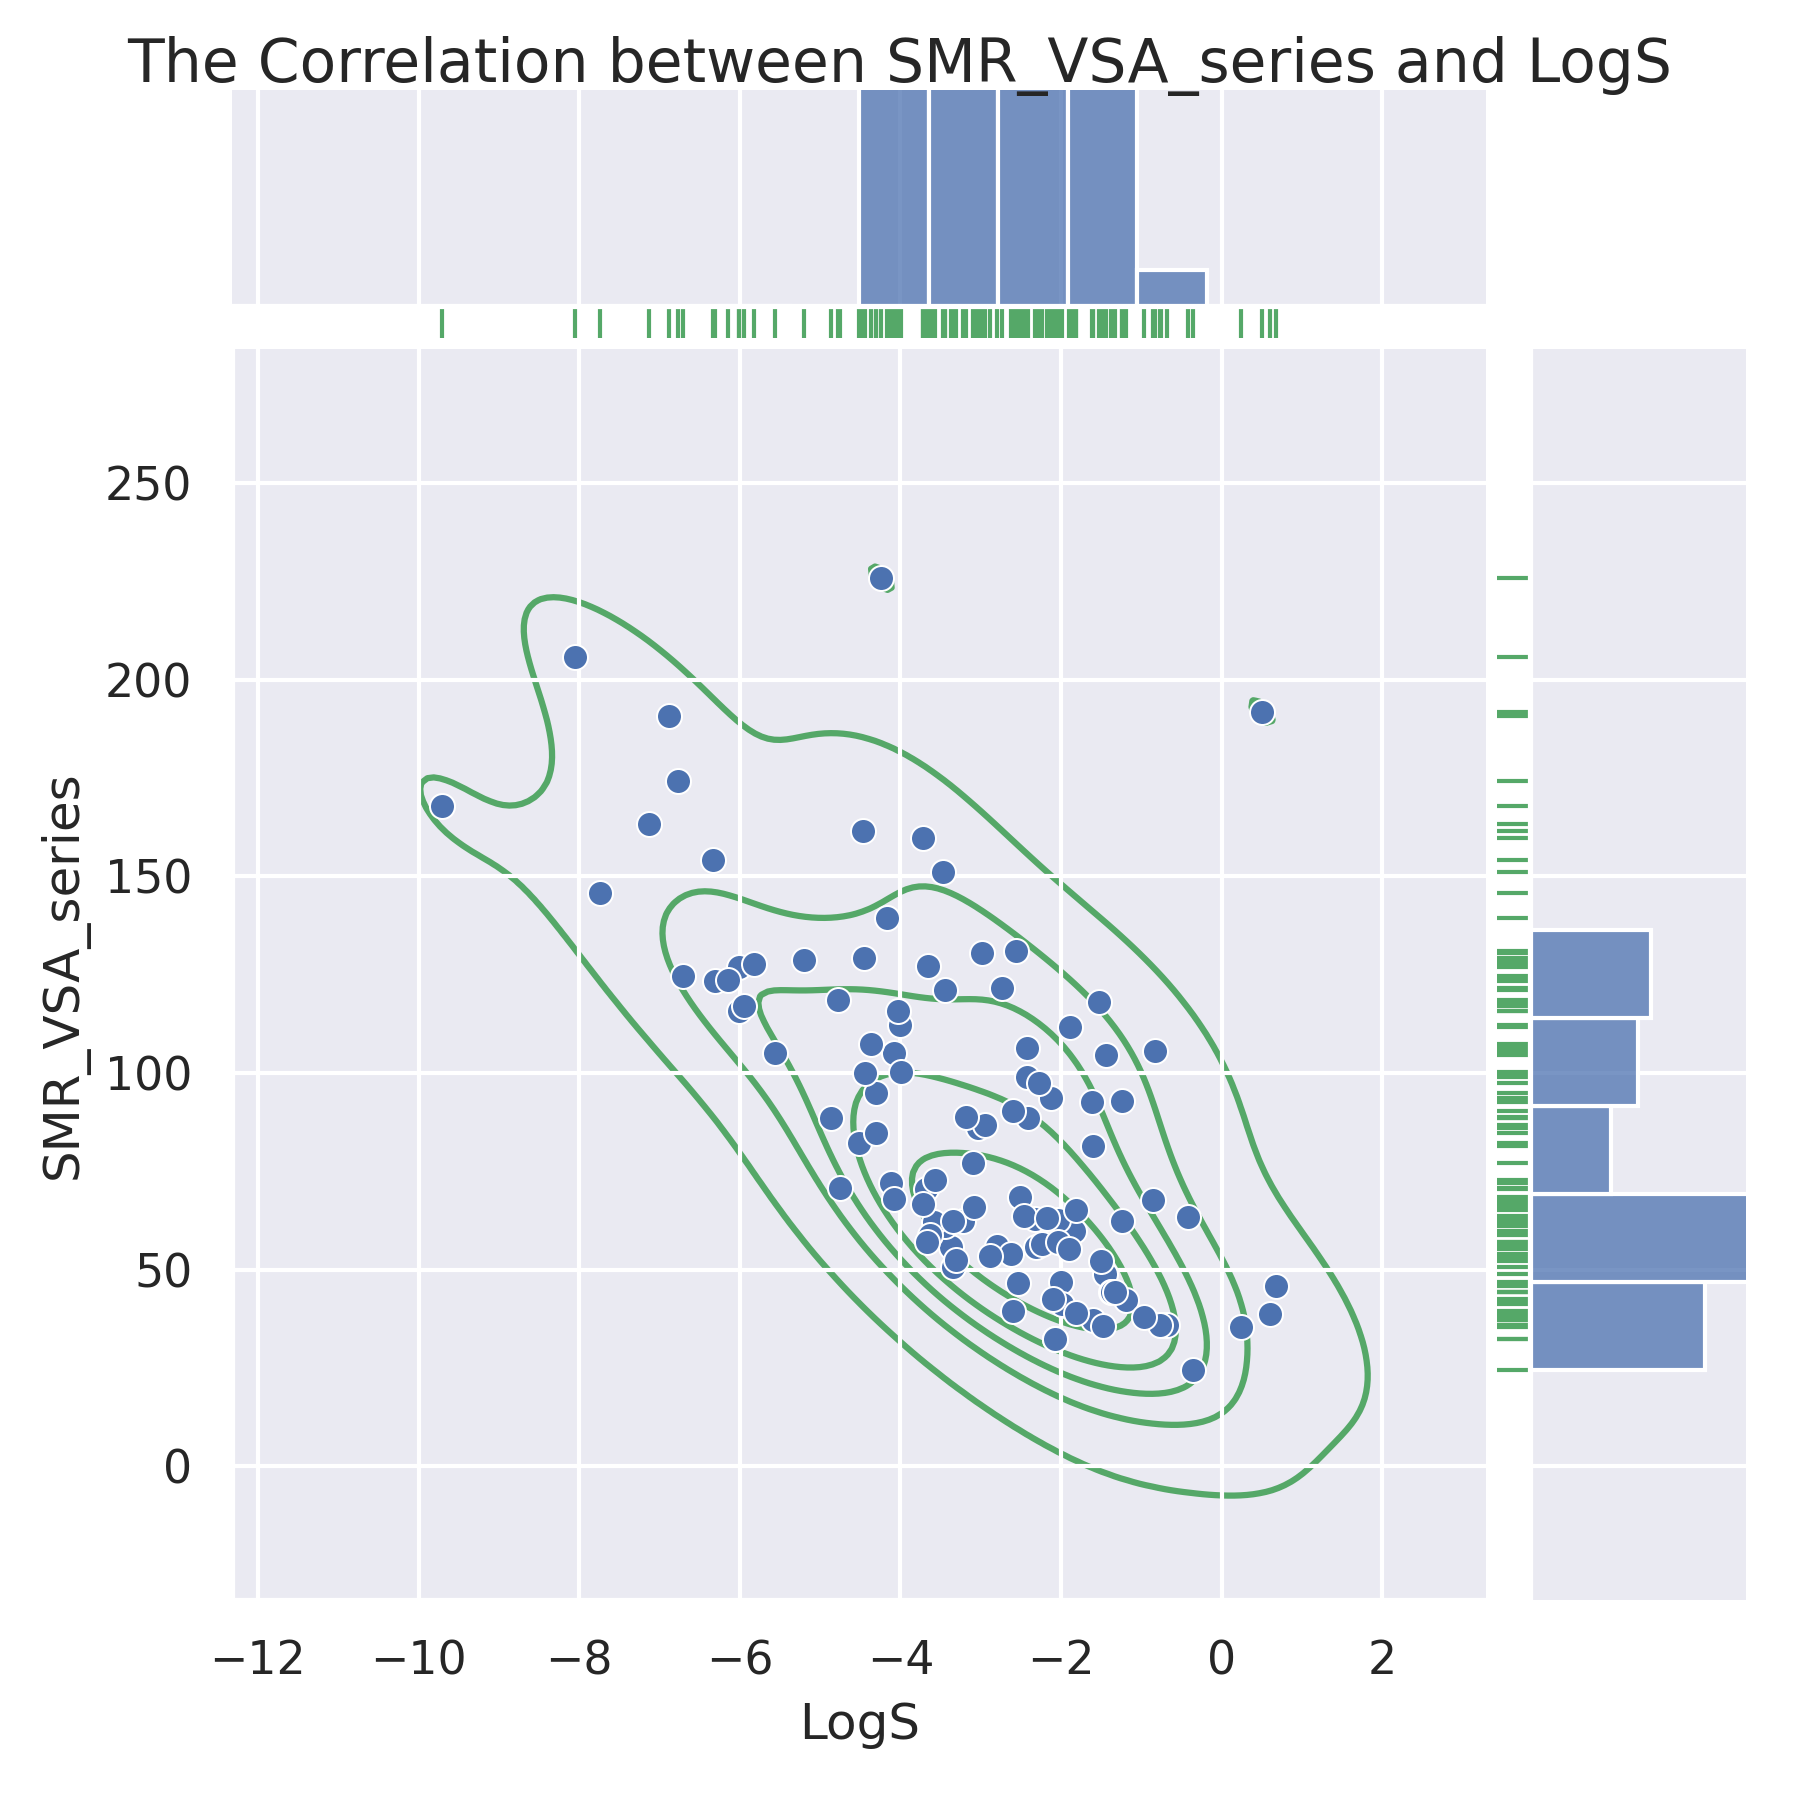 The Correlation between SMR_VSA_series and LogS
250
200
150
100
50
0
SMR_VSA_series
−12 −10 −8 −6 −4 −2 0 2
LogS